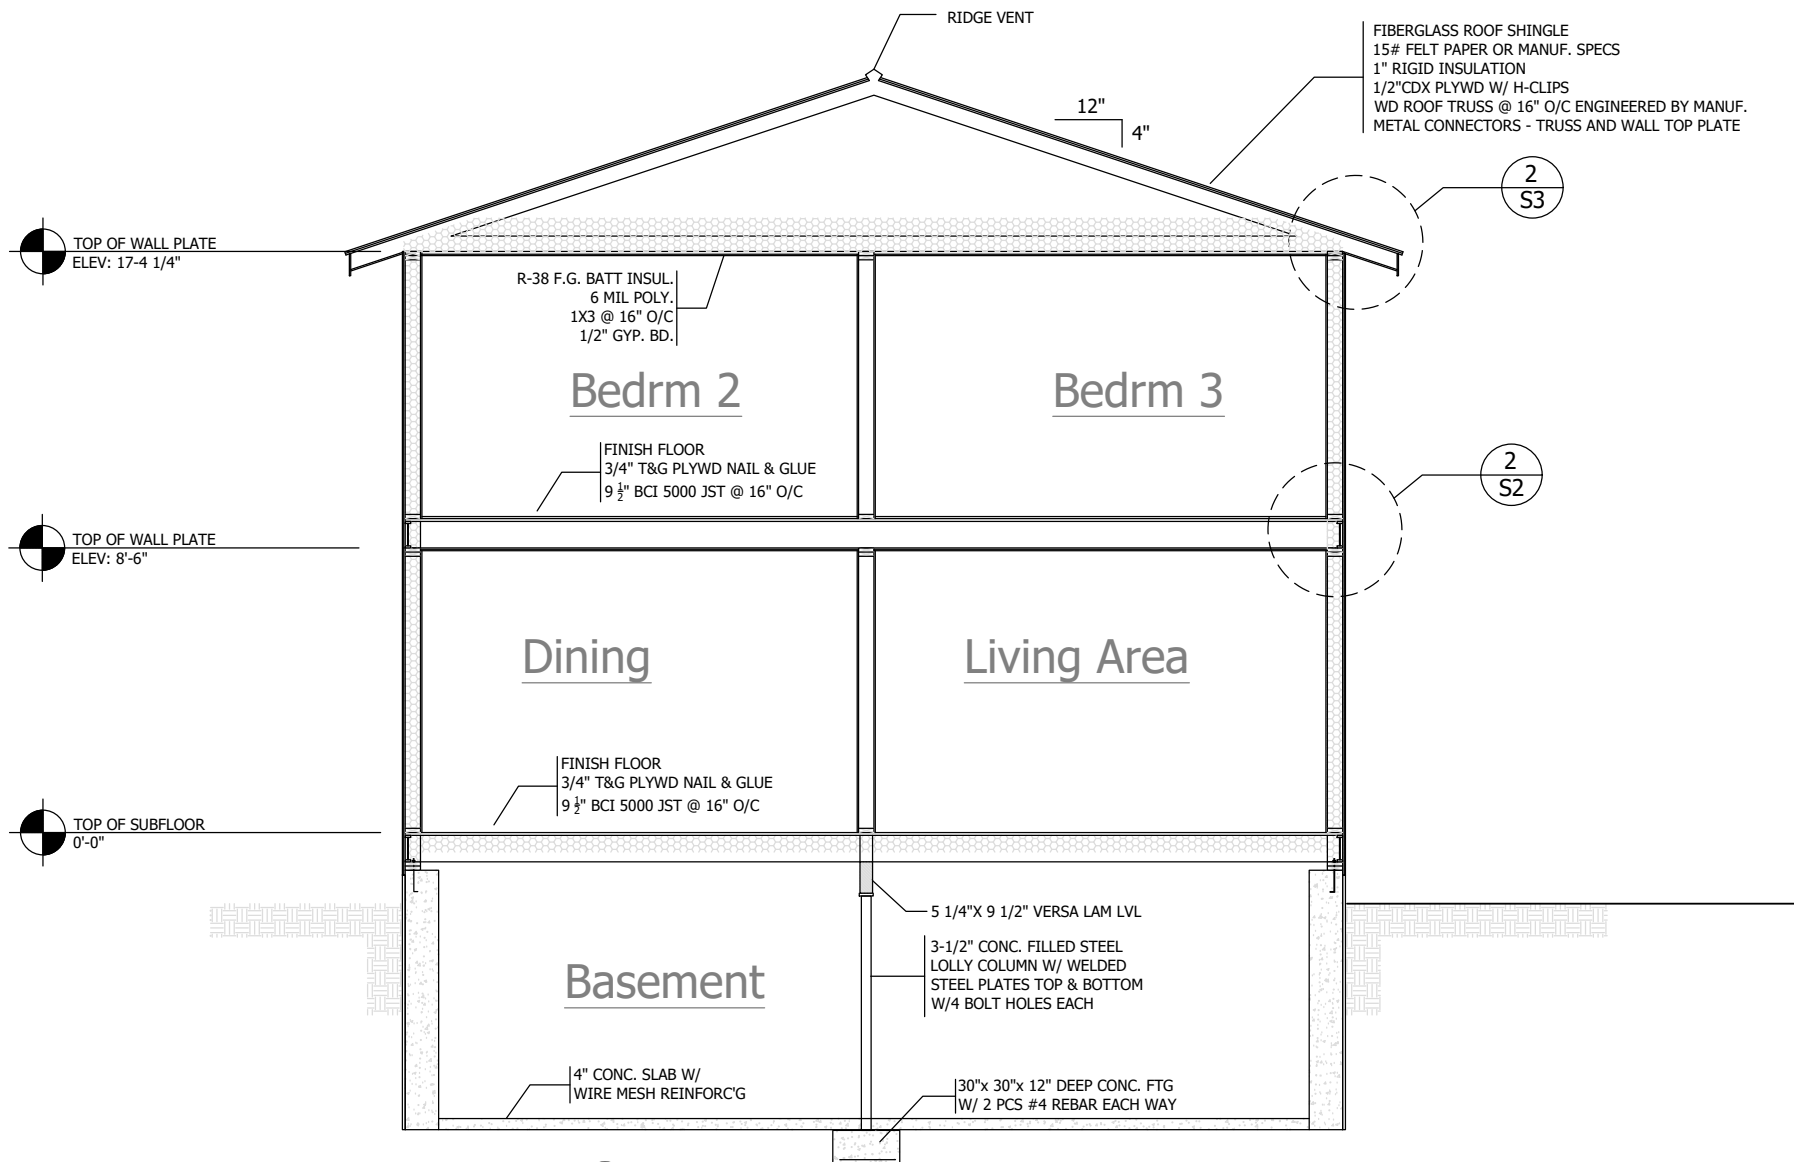 RIDGE VENT
FIBERGLASS ROOF SHINGLE
15# FELT PAPER OR MANUF. SPECS
1" RIGID INSULATION
1/2"CDX PLYWD W/ H-CLIPS
WD ROOF TRUSS @ 16" O/C ENGINEERED BY MANUF.
METAL CONNECTORS - TRUSS AND WALL TOP PLATE
12"
4"
2
S3
TOP OF WALL PLATE
ELEV: 17-4 1/4"
R-38 F.G. BATT INSUL.
6 MIL POLY.
1X3 @ 16" O/C
1/2" GYP. BD.
Bedrm 2
Bedrm 3
FINISH FLOOR
3/4" T&G PLYWD NAIL & GLUE
9 ½" BCI 5000 JST @ 16" O/C
2
S2
TOP OF WALL PLATE
ELEV: 8'-6"
Dining
Living Area
FINISH FLOOR
3/4" T&G PLYWD NAIL & GLUE
9 ½" BCI 5000 JST @ 16" O/C
TOP OF SUBFLOOR
0'-0"
5 1/4"X 9 1/2" VERSA LAM LVL
3-1/2" CONC. FILLED STEEL
LOLLY COLUMN W/ WELDED
STEEL PLATES TOP & BOTTOM
W/4 BOLT HOLES EACH
Basement
4" CONC. SLAB W/
WIRE MESH REINFORC'G
30"x 30"x 12" DEEP CONC. FTG
W/ 2 PCS #4 REBAR EACH WAY